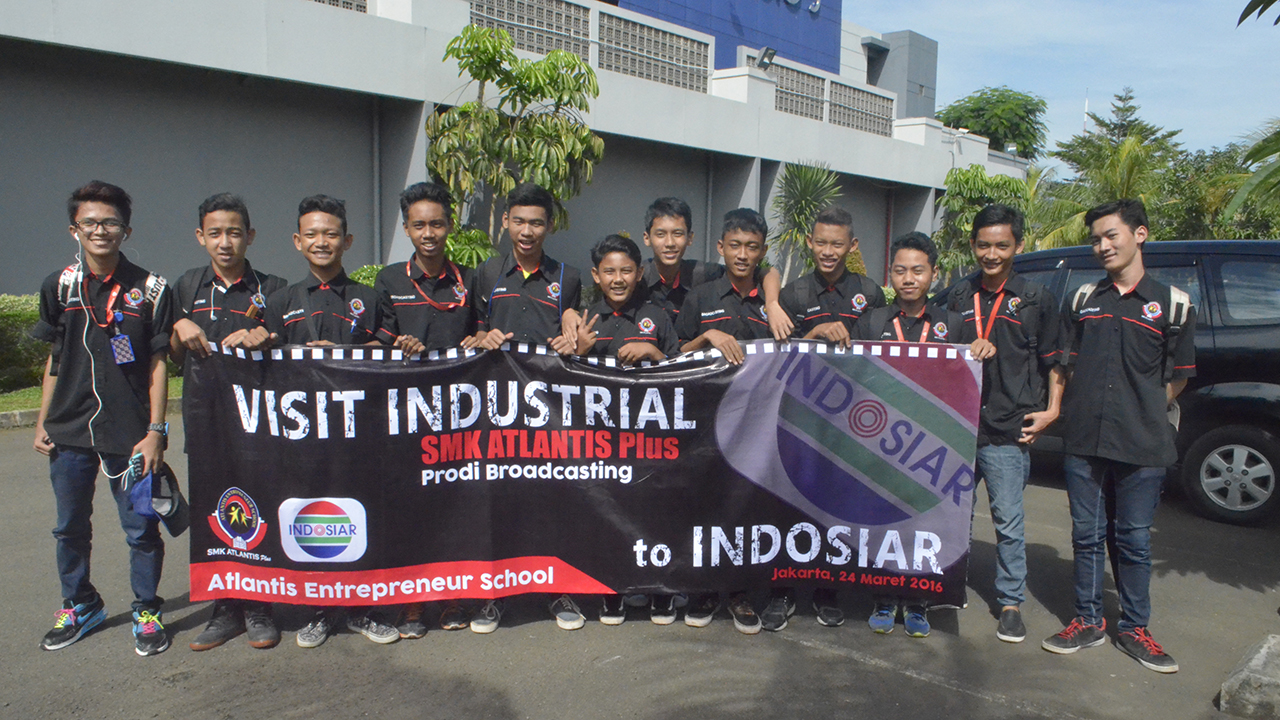 VISIT INDUSTRIAL
SMK ATLANTIS Plus
Prodi Broadcasting
INDOSIAR
SMK ATLANTIS Plus
INDOSIAR
to INDOSIAR
Jakarta, 24 Maret 2016
Atlantis Entrepreneur School